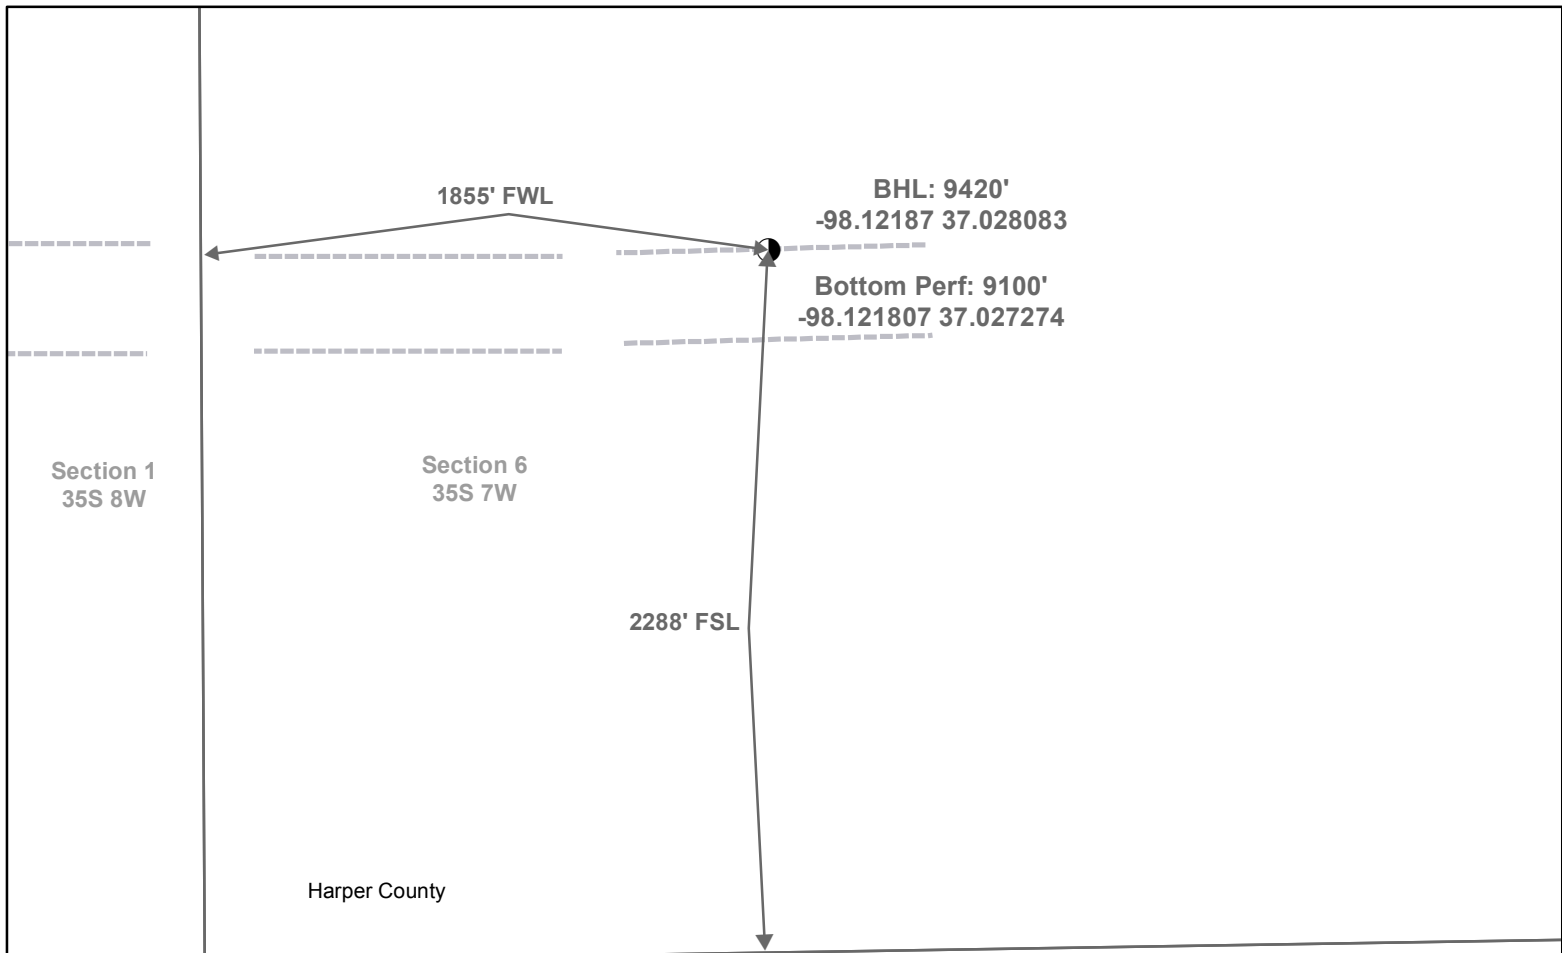 1855' FWL
BHL: 9420'
-98.12187 37.028083
Bottom Perf: 9100'
-98.121807 37.027274
Section 1
35S 8W
Section 6
35S 7W
2288' FSL
Harper County